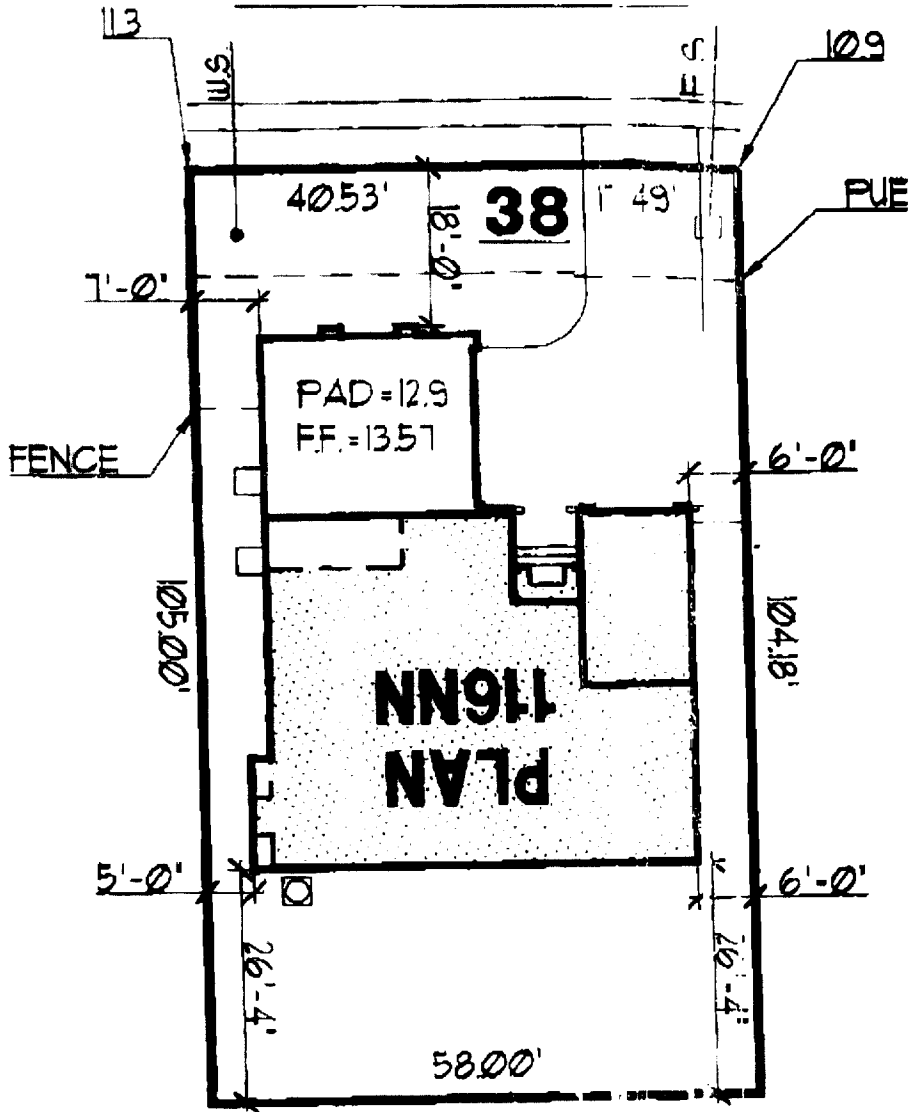 113
W.S.
109
PUE
40.53'
38
49'
18'-0"
7'-0"
PAD = 12.9
F.F. = 13.57
FENCE
6'-0"
105.00'
104.18'
PLAN
116NN
5'-0"
6'-0"
26'-4"
26'-4"
58.00'